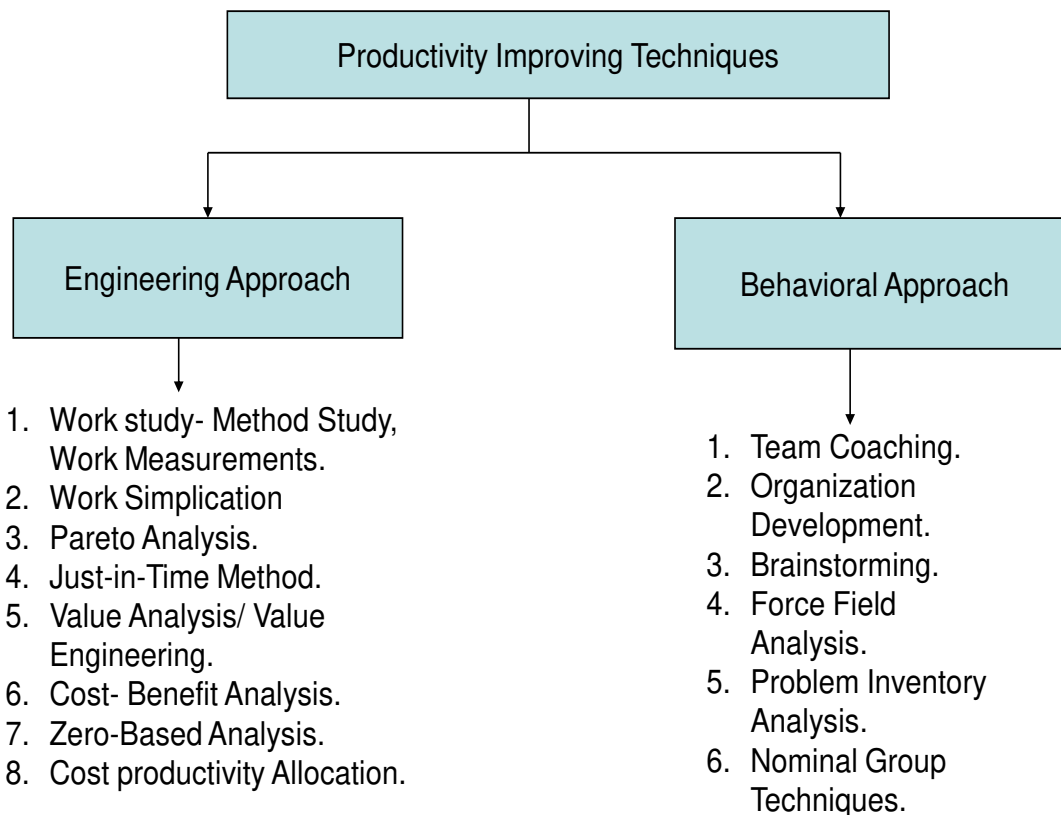 Productivity Improving Techniques
Engineering Approach
Behavioral Approach
1. Work study- Method Study,
Work Measurements.
2. Work Simplication
3. Pareto Analysis.
4. Just-in-Time Method.
5. Value Analysis/ Value
Engineering.
6. Cost- Benefit Analysis.
7. Zero-Based Analysis.
8. Cost productivity Allocation.
1. Team Coaching.
2. Organization
Development.
3. Brainstorming.
4. Force Field
Analysis.
5. Problem Inventory
Analysis.
6. Nominal Group
Techniques.